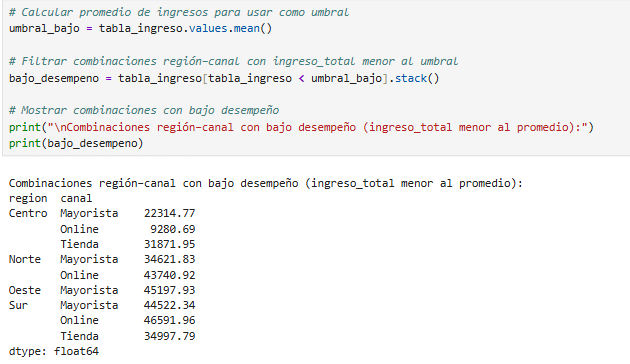 # Calcular promedio de ingresos para usar como umbral
umbral_bajo = tabla_ingreso.values.mean()
# Filtrar combinaciones región-canal con ingreso_total menor al umbral
bajo_desempeno = tabla_ingreso[tabla_ingreso < umbral_bajo].stack()
# Mostrar combinaciones con bajo desempeño
print("\nCombinaciones región-canal con bajo desempeño (ingreso_total menor al promedio):")
print(bajo_desempeno)
Combinaciones región-canal con bajo desempeño (ingreso_total menor al promedio):
region  canal
Centro  Mayorista    22314.77
        Online        9280.69
        Tienda       31871.95
Norte   Mayorista    34621.83
        Online       43740.92
Oeste   Mayorista    45197.93
Sur     Mayorista    44522.34
        Online       46591.96
        Tienda       34997.79
dtype: float64